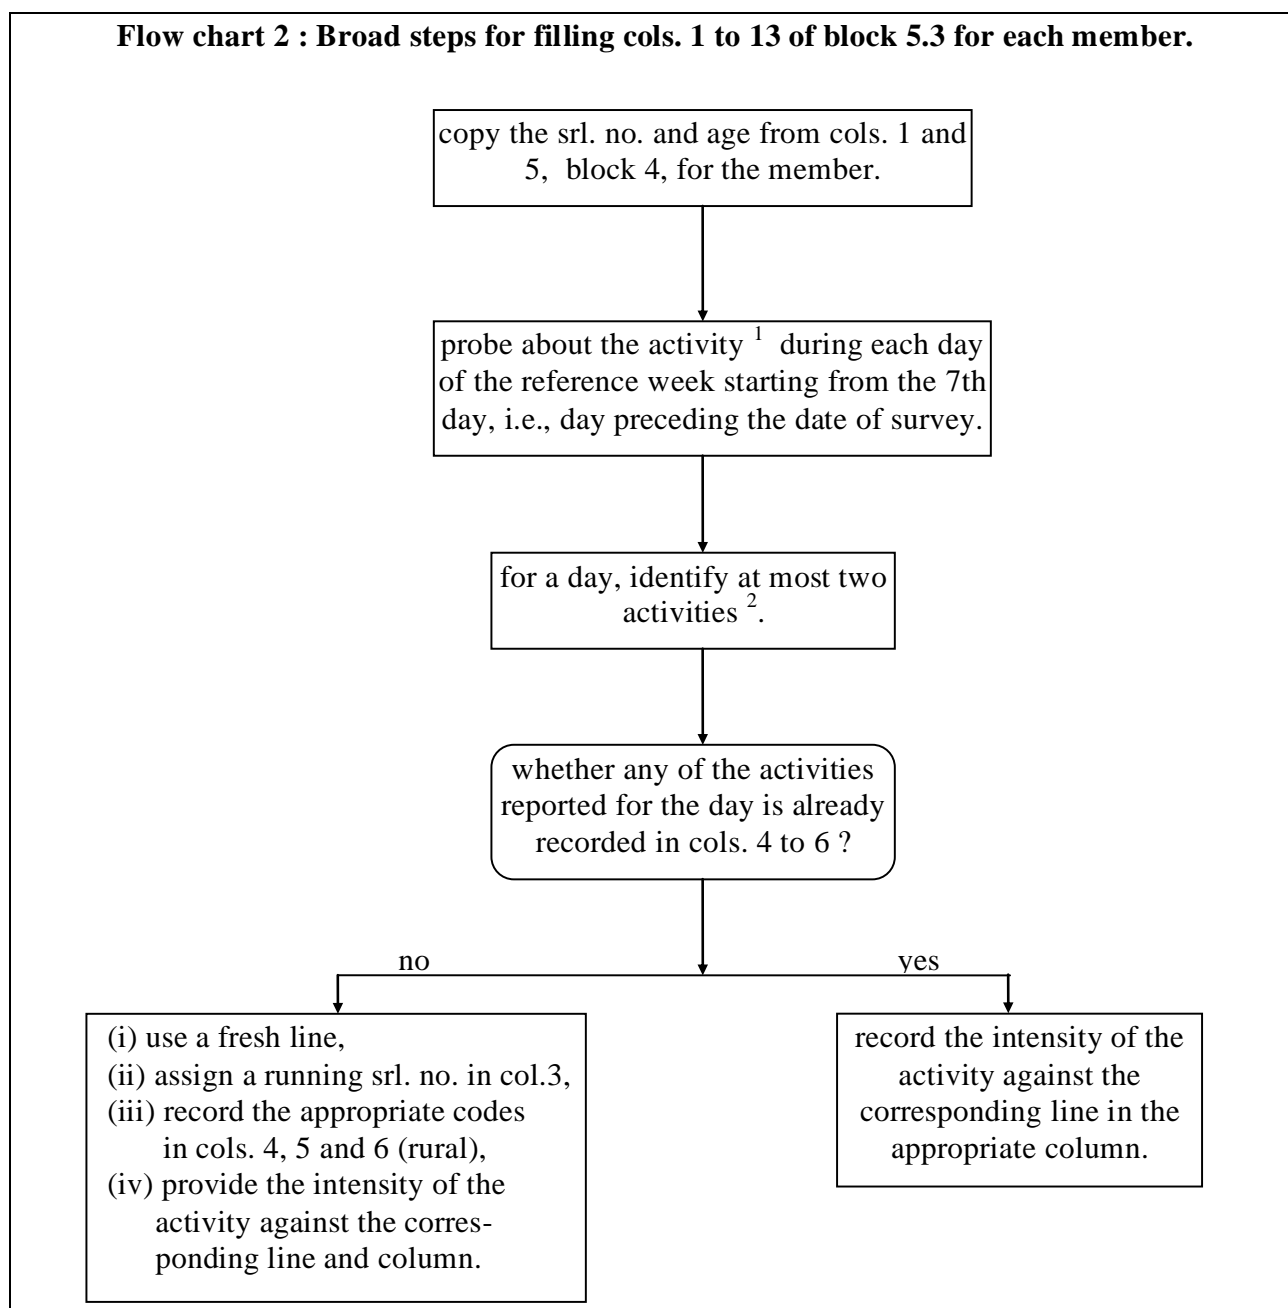 Flow chart 2 : Broad steps for filling cols. 1 to 13 of block 5.3 for each member.
copy the srl. no. and age from cols. 1 and
5, block 4, for the member.
probe about the activity 1 during each day
of the reference week starting from the 7th
day, i.e., day preceding the date of survey.
for a day, identify at most two
activities 2.
whether any of the activities
reported for the day is already
recorded in cols. 4 to 6 ?
no
yes
(i) use a fresh line,
(ii) assign a running srl. no. in col.3,
(iii) record the appropriate codes
in cols. 4, 5 and 6 (rural),
(iv) provide the intensity of the
activity against the corres-
ponding line and column.
record the intensity of the
activity against the
corresponding line in the
appropriate column.